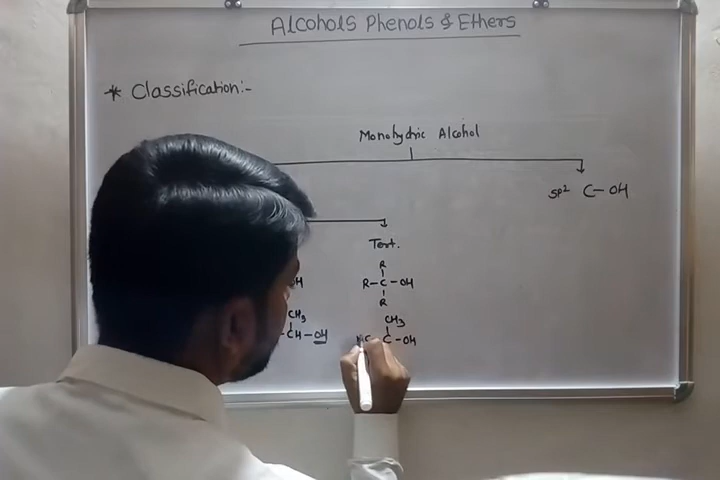 Alcohols Phenols & Ethers
* Classification:-
Monohydric Alcohol
SP² C-OH
Tert.
R
R-C-OH
R
CH₃
CH₃
-CH-OH
C-OH